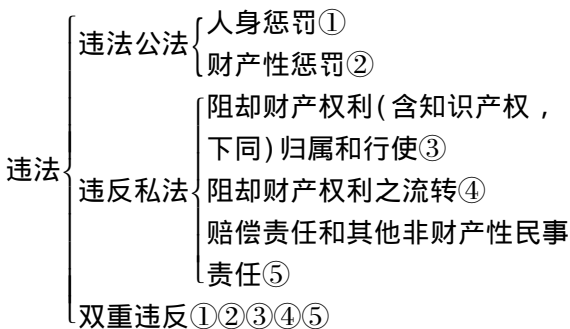 违法
违法公法
人身惩罚①
财产性惩罚②
违反私法
阻却财产权利(含知识产权,
下同)归属和行使③
阻却财产权利之流转④
赔偿责任和其他非财产性民事
责任⑤
双重违反①②③④⑤